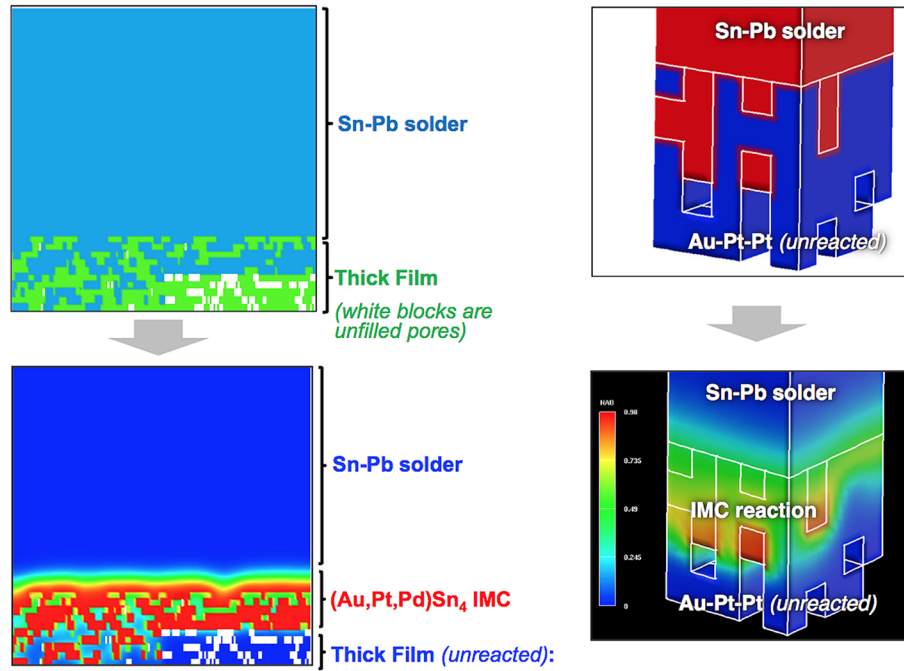 Sn-Pb solder
Thick Film
(white blocks are
unfilled pores)
Sn-Pb solder
Au-Pt-Pt (unreacted)
Sn-Pb solder
(Au,Pt,Pd)Sn₄ IMC
Thick Film (unreacted):
NAB
0.98
0.735
0.49
0.245
0
Sn-Pb solder
IMC reaction
Au-Pt-Pt (unreacted)